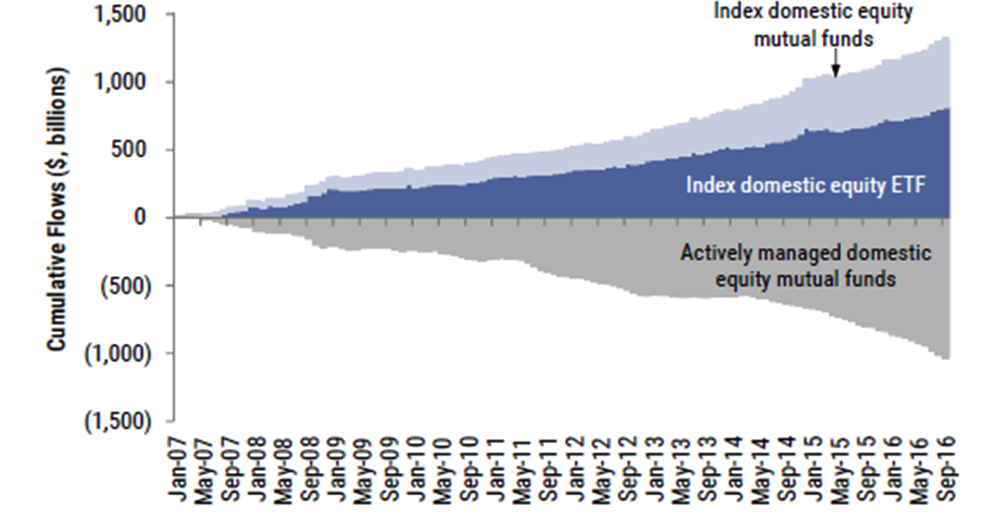 Index domestic equity
mutual funds
1,500
1,000
500
0
(500)
(1,000)
(1,500)
Cumulative Flows ($, billions)
Index domestic equity ETF
Actively managed domestic
equity mutual funds
Jan-07
May-07
Sep-07
Jan-08
May-08
Sep-08
Jan-09
May-09
Sep-09
Jan-10
May-10
Sep-10
Jan-11
May-11
Sep-11
Jan-12
May-12
Sep-12
Jan-13
May-13
Sep-13
Jan-14
May-14
Sep-14
Jan-15
May-15
Sep-15
Jan-16
May-16
Sep-16